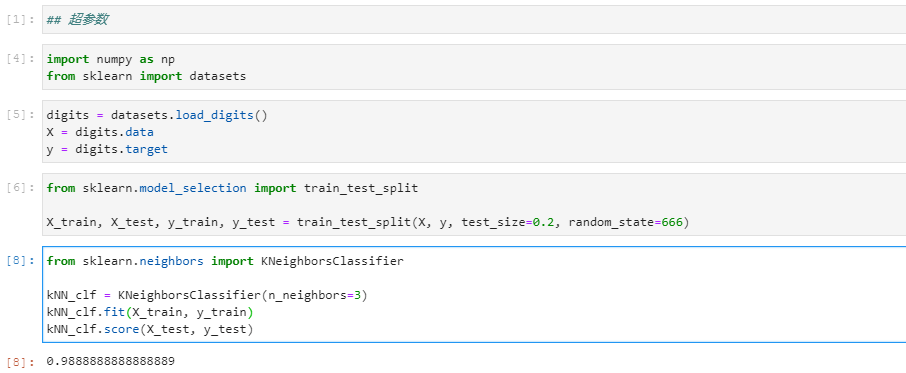 [1]: ## 超参数
[4]: import numpy as np
from sklearn import datasets
[5]: digits = datasets.load_digits()
X = digits.data
y = digits.target
[6]: from sklearn.model_selection import train_test_split
X_train, X_test, y_train, y_test = train_test_split(X, y, test_size=0.2, random_state=666)
[8]: from sklearn.neighbors import KNeighborsClassifier
kNN_clf = KNeighborsClassifier(n_neighbors=3)
kNN_clf.fit(X_train, y_train)
kNN_clf.score(X_test, y_test)
[8]: 0.9888888888888889